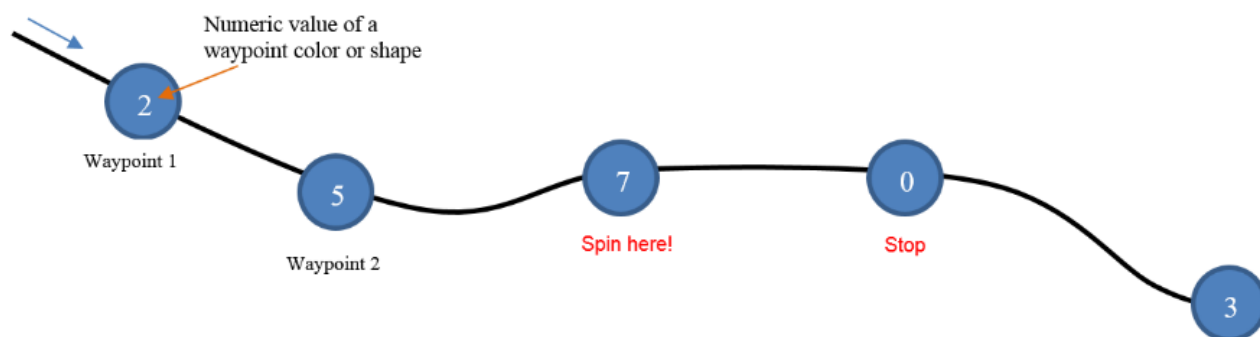 Numeric value of a
waypoint color or shape
2
Waypoint 1
5
Waypoint 2
7
Spin here!
0
Stop
3